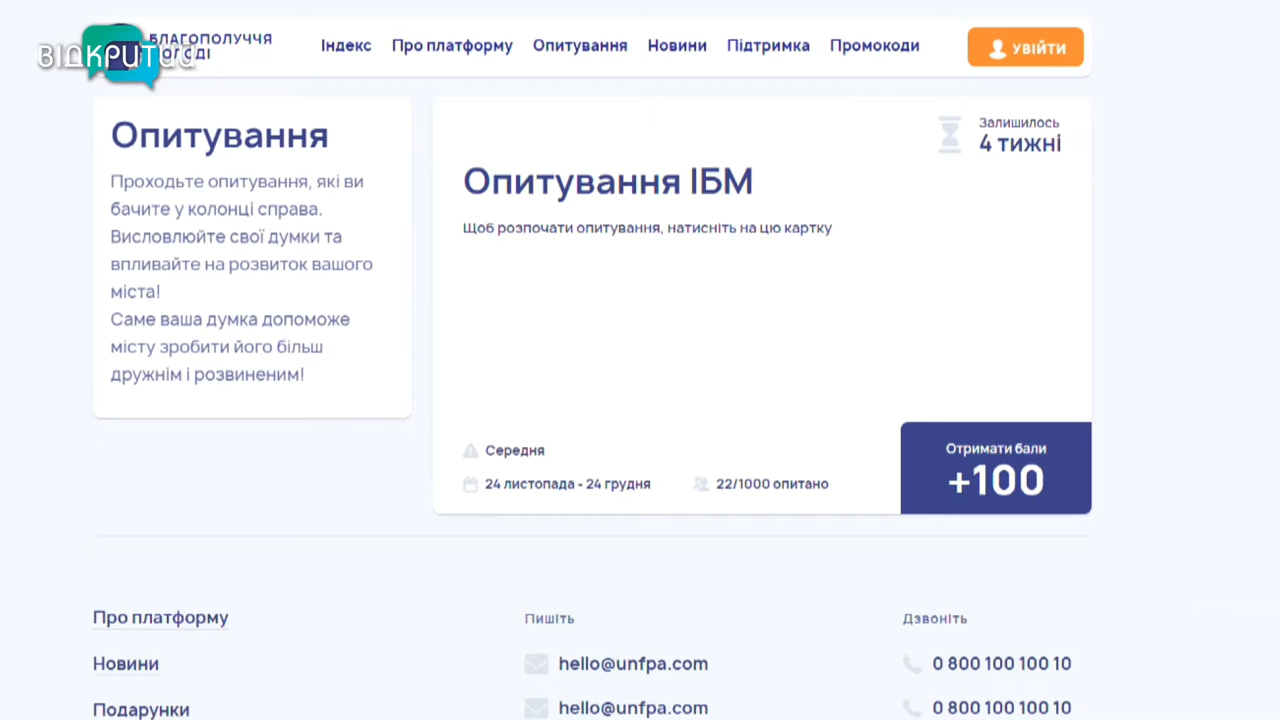 ВІДКРИТИЙ
БЛАГОПОЛУЧЧЯ
МОЛОДІ
Індекс
Про платформу
Опитування
Новини
Підтримка
Промокоди
УВІЙТИ
Опитування
Проходьте опитування, які ви
бачите у колонці справа.
Висловлюйте свої думки та
впливайте на розвиток вашого
міста!
Саме ваша думка допоможе
місту зробити його більш
дружнім і розвиненим!
Залишилось
4 тижні
Опитування ІБМ
Щоб розпочати опитування, натисніть на цю картку
Середня
24 листопада - 24 грудня
22/1000 опитано
Отримати бали
+100
Про платформу
Новини
Подарунки
Пишіть
hello@unfpa.com
hello@unfpa.com
Дзвоніть
0 800 100 100 10
0 800 100 100 10